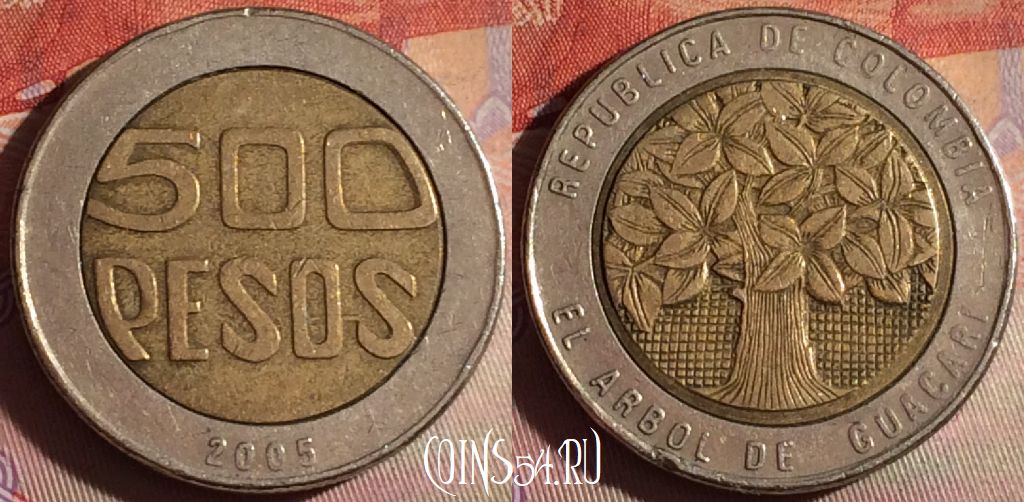 500
PESOS
2005
REPUBLICA DE COLOMBIA
EL ARBOL DE GUACARI
COINS54.RU